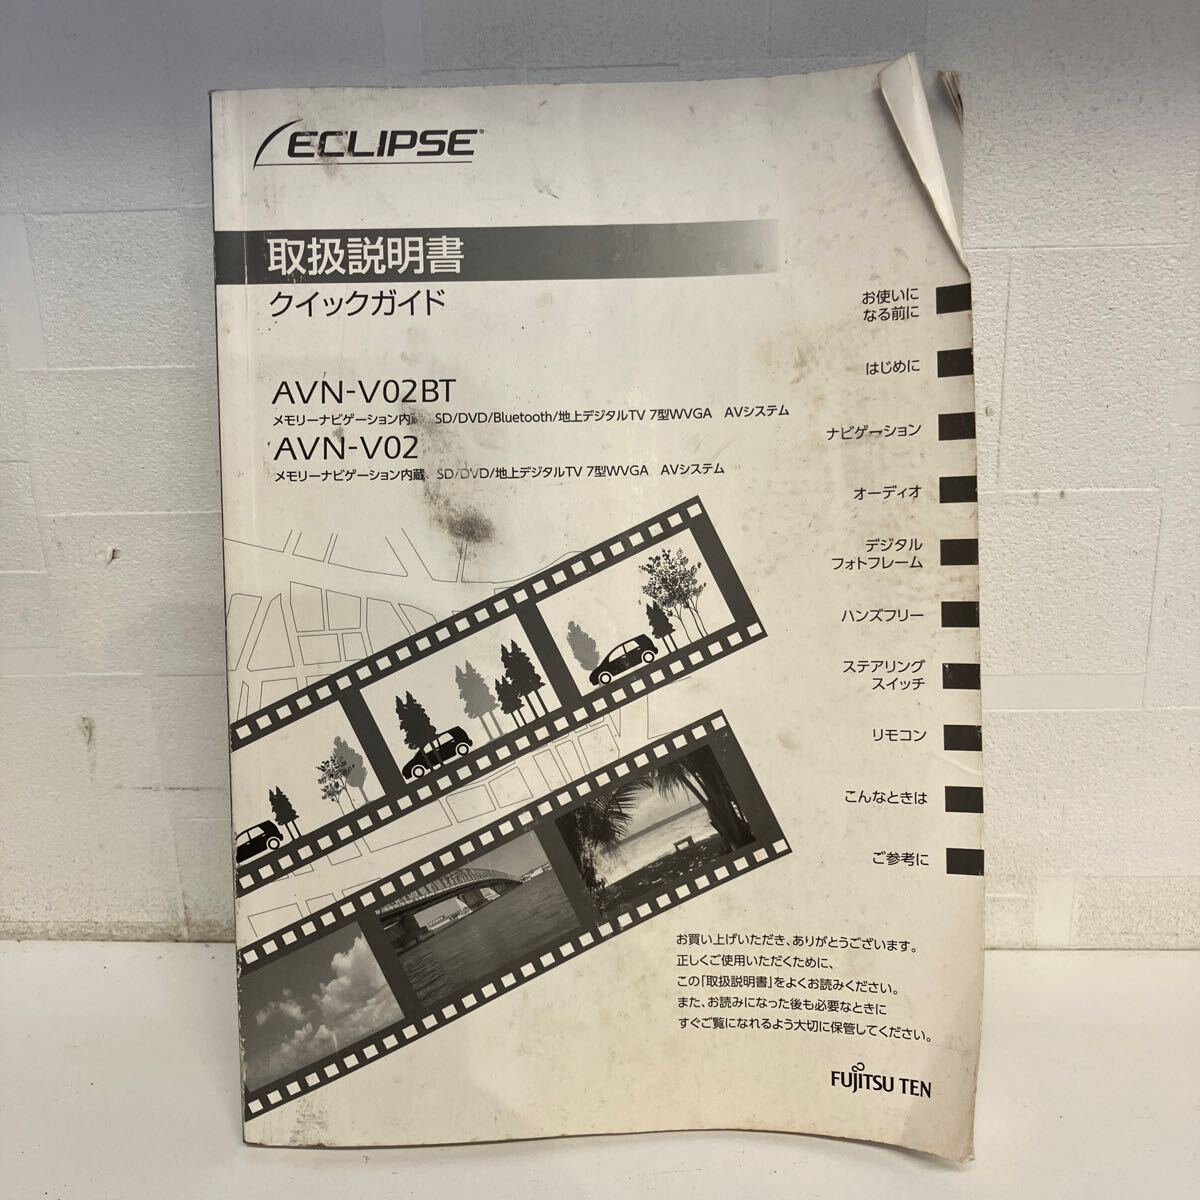 ECLIPSE
取扱説明書
クイックガイド
AVN-V02BT
メモリーナビゲーション内蔵 SD/DVD/Bluetooth/地上デジタルTV 7型WVGA AVシステム
AVN-V02
メモリーナビゲーション内蔵 SD/DVD/地上デジタルTV 7型WVGA AVシステム
お使いに
なる前に
はじめに
ナビゲーション
オーディオ
デジタル
フォトフレーム
ハンズフリー
ステアリング
スイッチ
リモコン
こんなときは
ご参考に
お買い上げいただき、ありがとうございます。
正しくご使用いただくために、
この「取扱説明書」をよくお読みください。
また、お読みになった後も必要なときに
すぐご覧になれるよう大切に保管してください。
FUJITSU TEN